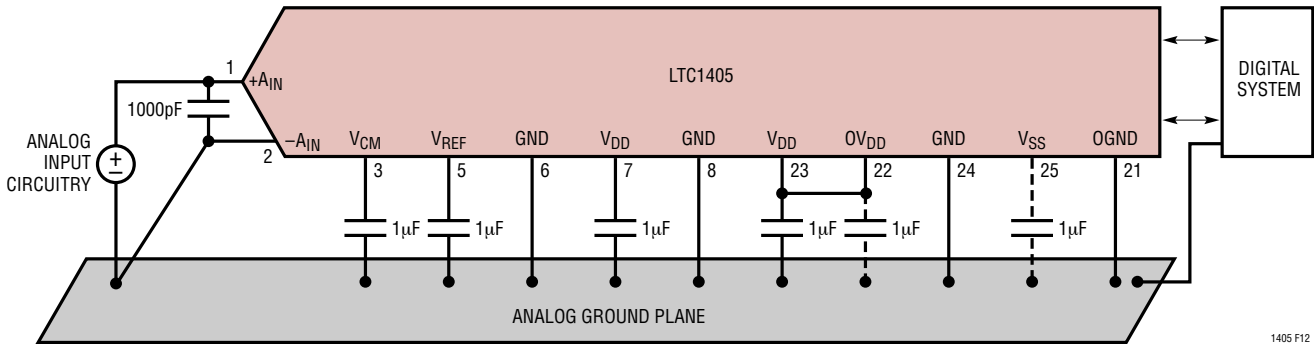 LTC1405
DIGITAL
SYSTEM
1
+AIN
1000pF
ANALOG
INPUT
CIRCUITRY
+
−
−AIN
2
VCM
VREF
GND
VDD
GND
VDD
OVDD
GND
VSS
OGND
3
5
6
7
8
23
22
24
25
21
1µF
1µF
1µF
1µF
1µF
1µF
ANALOG GROUND PLANE
1405 F12